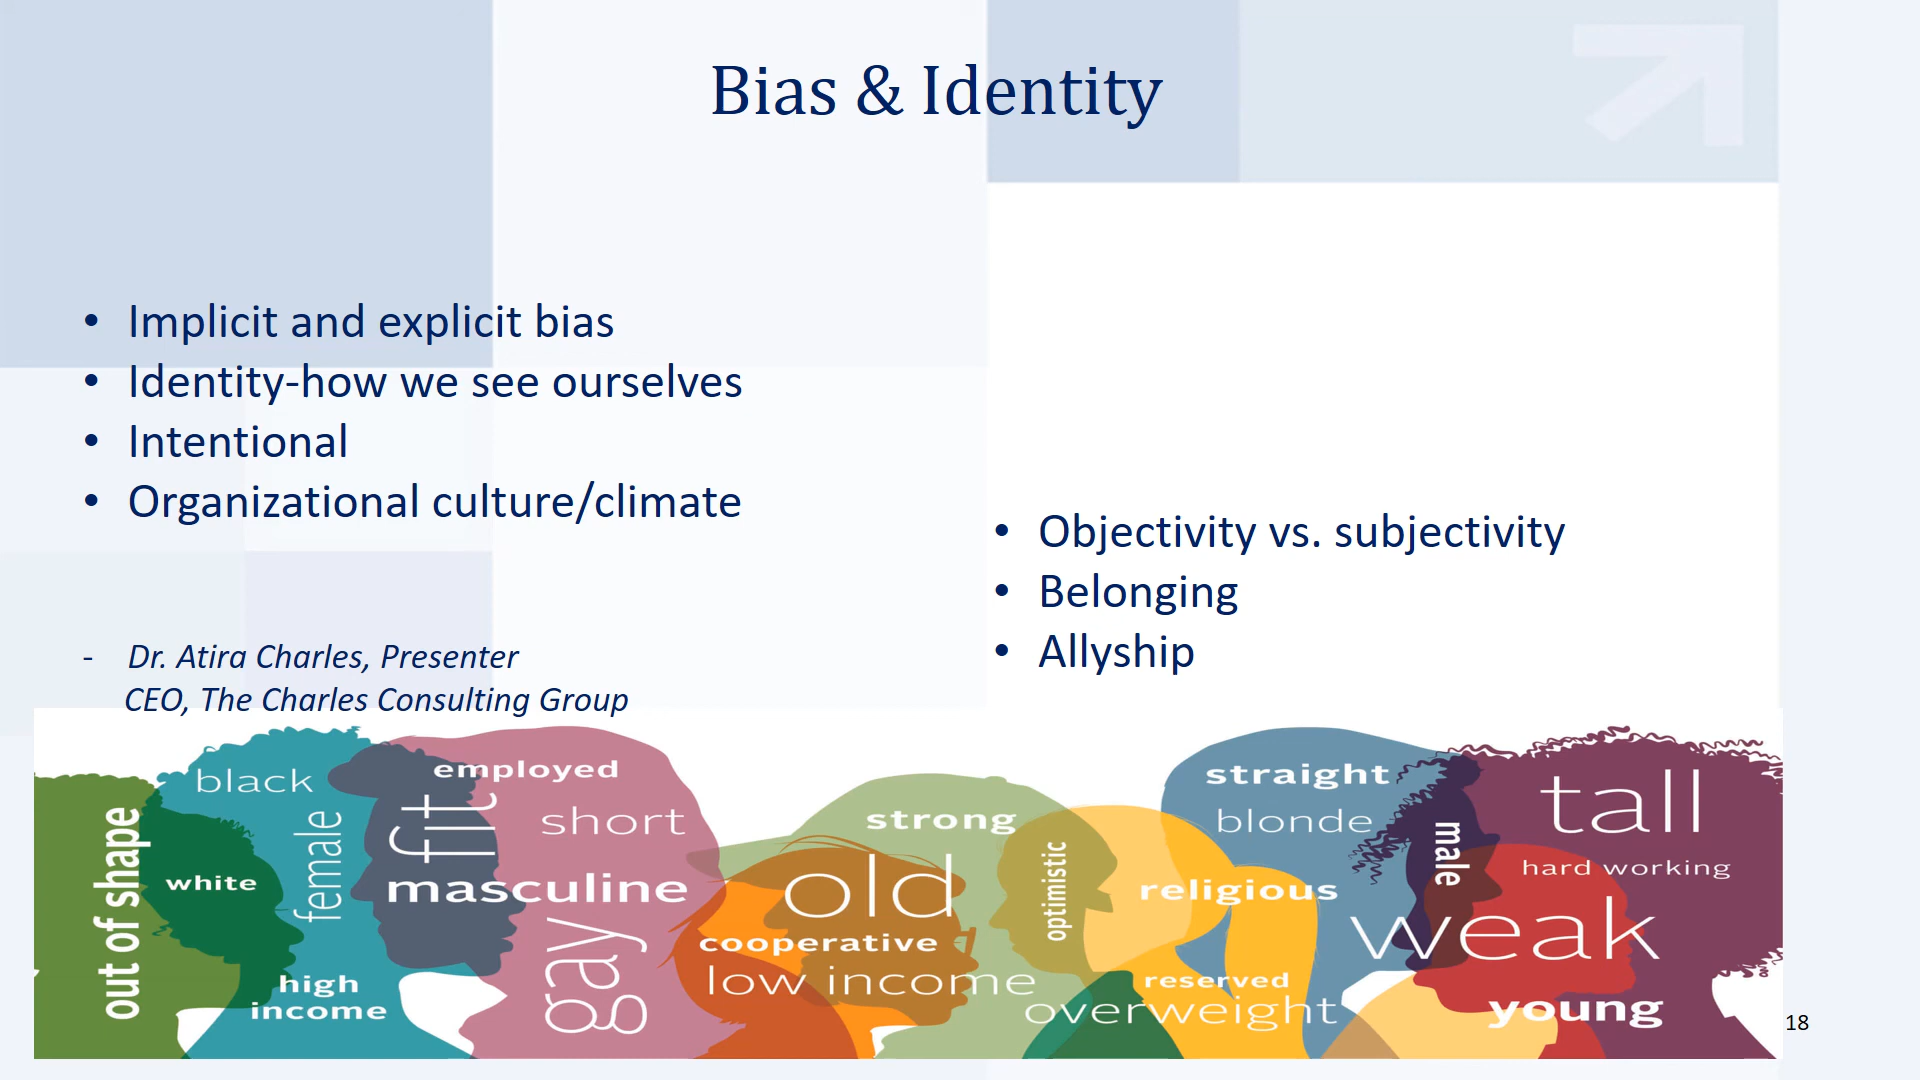 Bias & Identity
• Implicit and explicit bias
• Identity-how we see ourselves
• Intentional
• Organizational culture/climate
- Dr. Atira Charles, Presenter
CEO, The Charles Consulting Group
• Objectivity vs. subjectivity
• Belonging
• Allyship
out of shape
black
white
female
high
income
employed
fit
short
masculine
gay
strong
old
cooperative
low income
optimistic
religious
reserved
overweight
straight
blonde
male
tall
hard working
weak
young
18